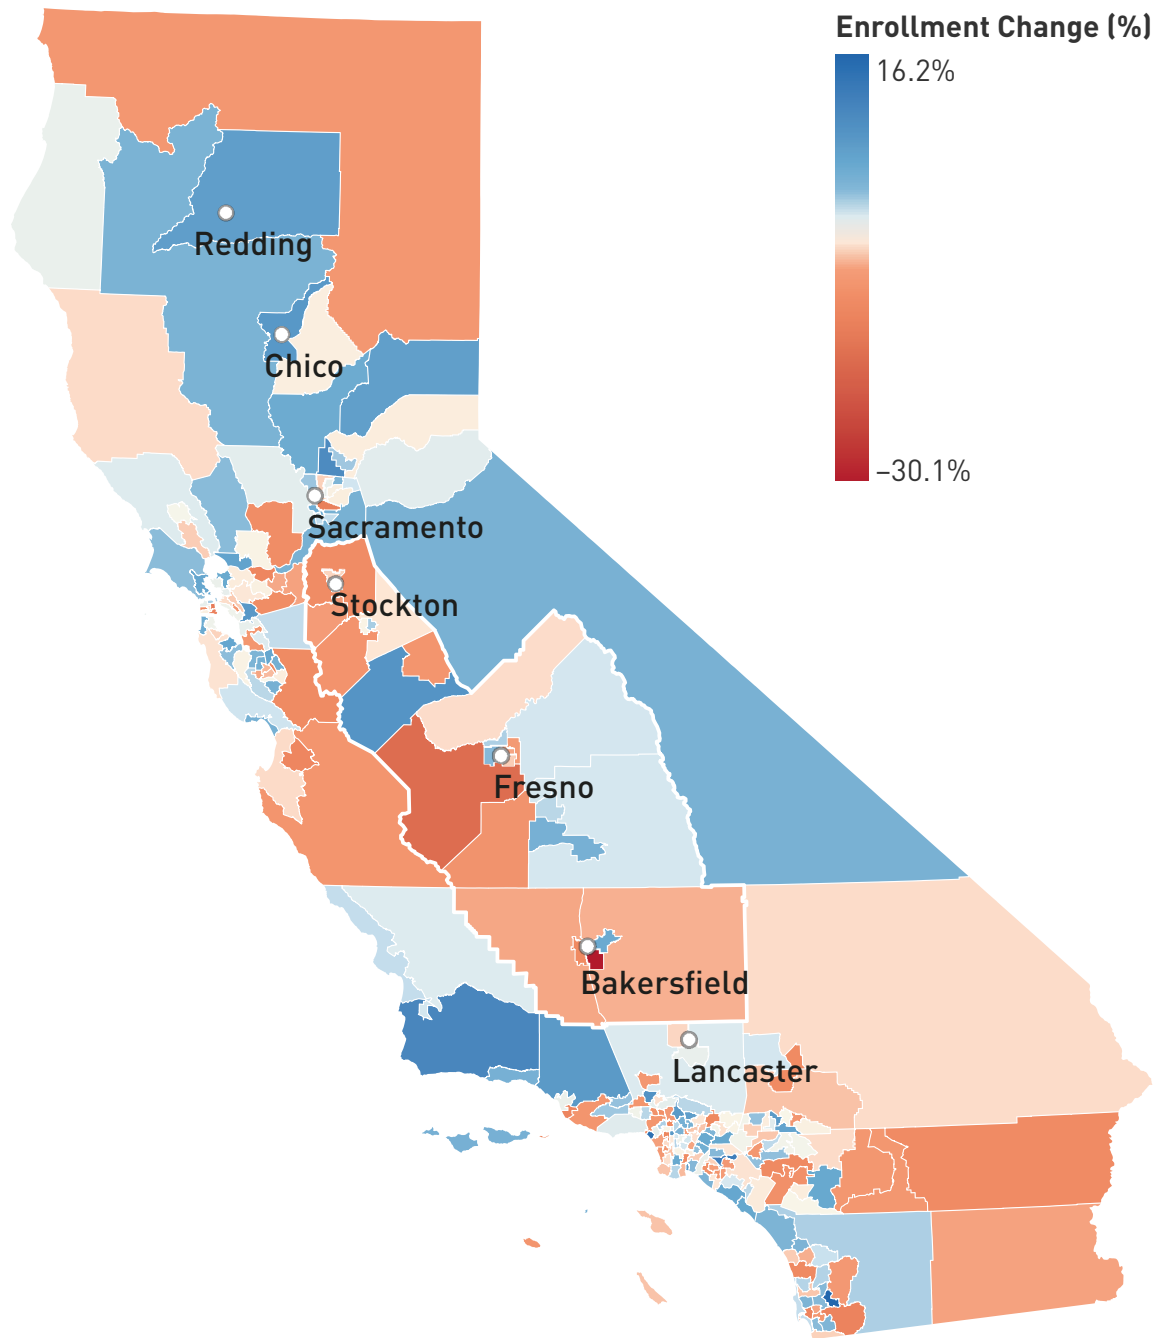 Enrollment Change (%)
16.2%
−30.1%
Redding
Chico
Sacramento
Stockton
Fresno
Bakersfield
Lancaster